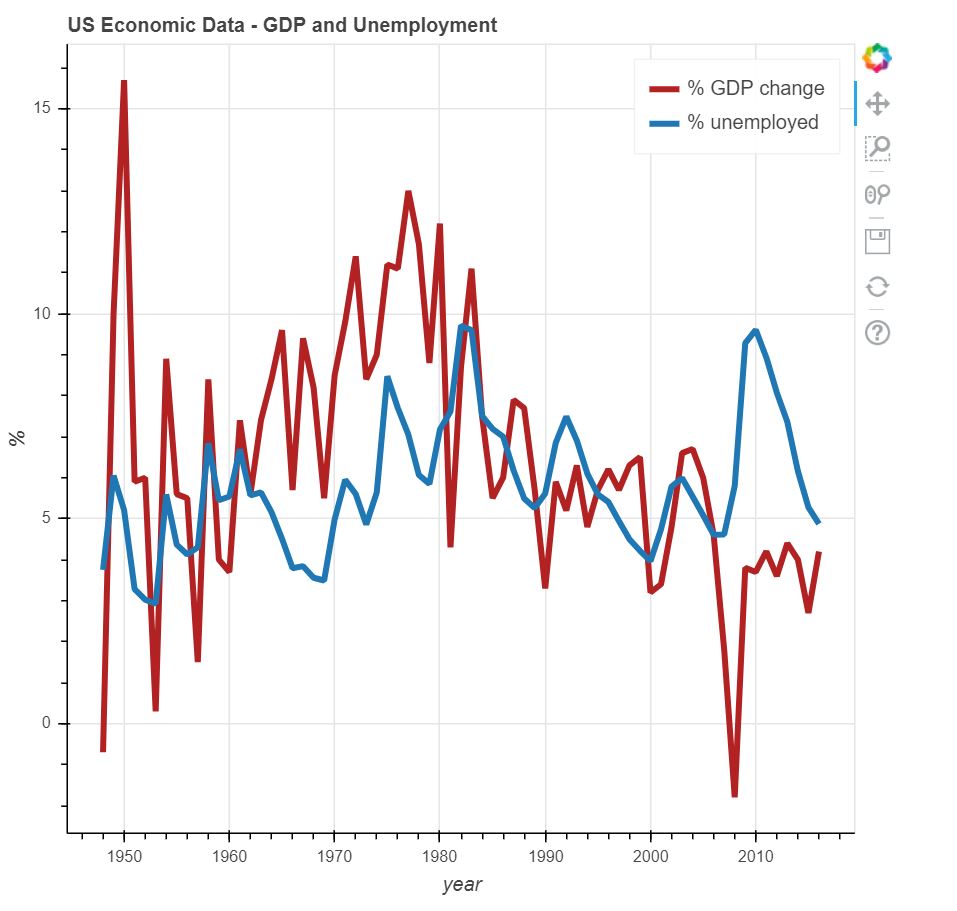 US Economic Data - GDP and Unemployment
% GDP change
% unemployed
15
10
5
0
%
1950 1960 1970 1980 1990 2000 2010
year
?